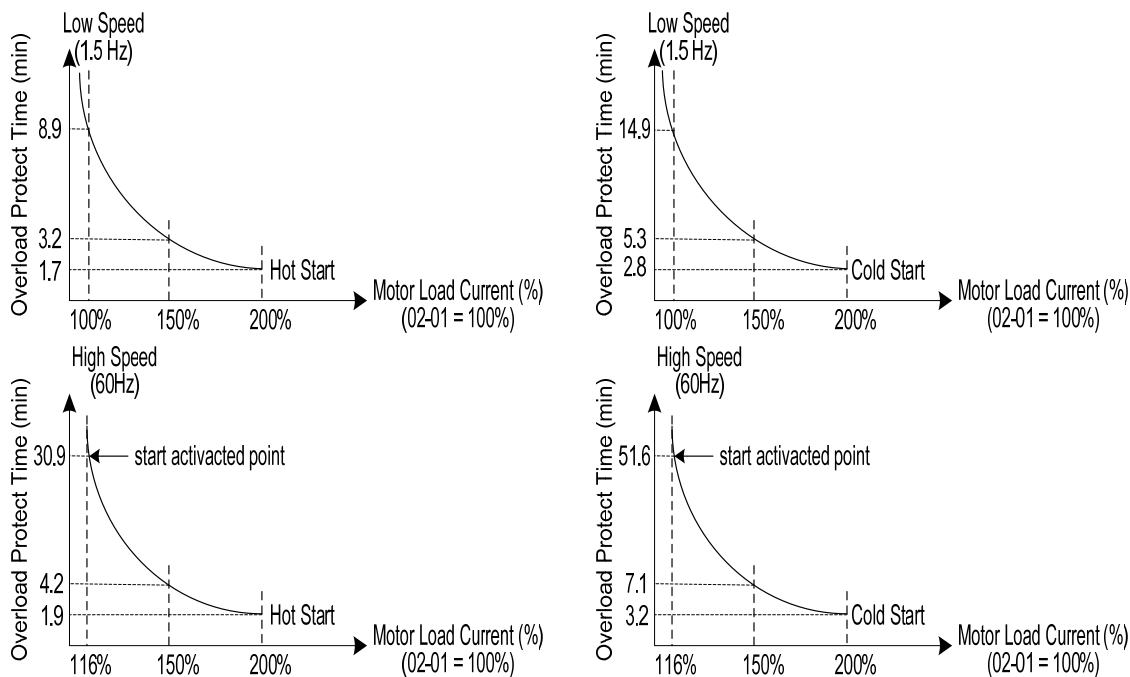 Low Speed
(1.5 Hz)
Overload Protect Time (min)
8.9
3.2
1.7
Hot Start
100%
150%
200%
Motor Load Current (%)
(02-01 = 100%)
Low Speed
(1.5 Hz)
Overload Protect Time (min)
14.9
5.3
2.8
Cold Start
100%
150%
200%
Motor Load Current (%)
(02-01 = 100%)
High Speed
(60Hz)
Overload Protect Time (min)
30.9
start activacted point
4.2
1.9
Hot Start
116%
150%
200%
Motor Load Current (%)
(02-01 = 100%)
High Speed
(60Hz)
Overload Protect Time (min)
51.6
start activacted point
7.1
3.2
Cold Start
116%
150%
200%
Motor Load Current (%)
(02-01 = 100%)